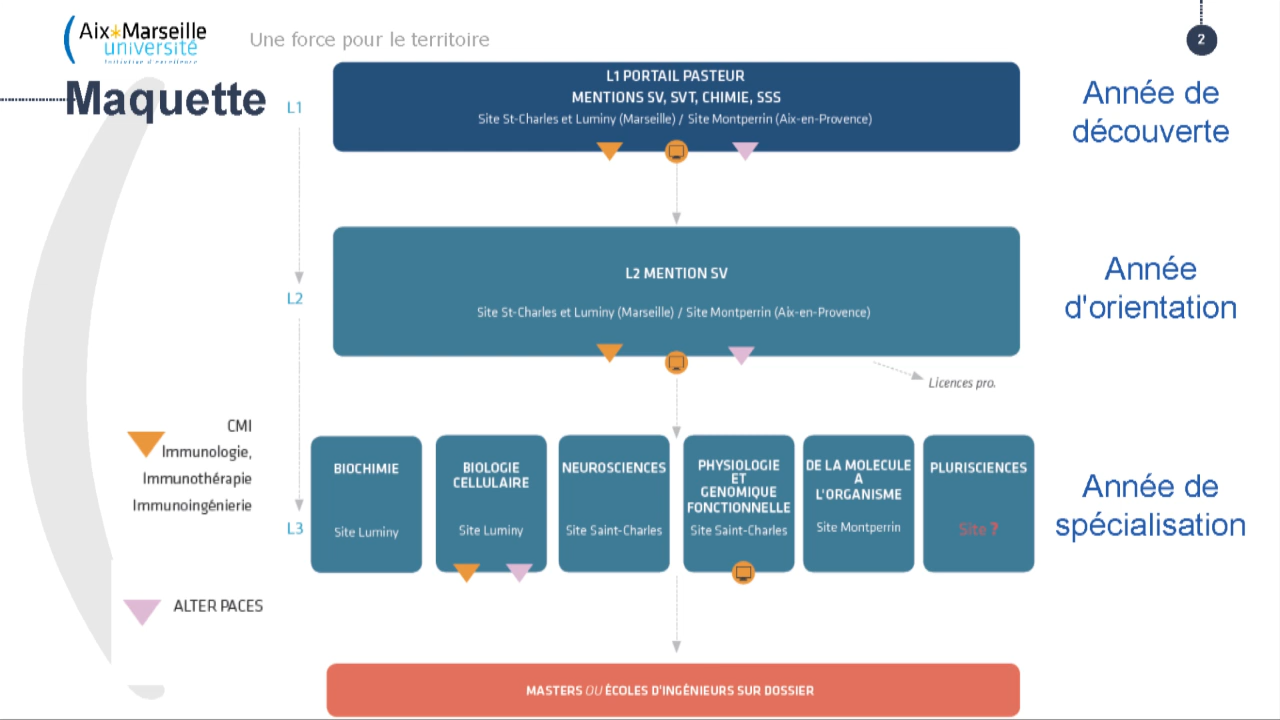 Aix*Marseille
université
Initiative d'excellence
Une force pour le territoire
2
Maquette
L1
L1 PORTAIL PASTEUR
MENTIONS SV, SVT, CHIMIE, SSS
Site St-Charles et Luminy (Marseille) / Site Montperrin (Aix-en-Provence)
Année de
découverte
L2
L2 MENTION SV
Site St-Charles et Luminy (Marseille) / Site Montperrin (Aix-en-Provence)
Année
d'orientation
Licences pro.
CMI
Immunologie,
Immunothérapie
Immunoingénierie
L3
BIOCHIMIE
Site Luminy
BIOLOGIE
CELLULAIRE
Site Luminy
NEUROSCIENCES
Site Saint-Charles
PHYSIOLOGIE
ET
GENOMIQUE
FONCTIONNELLE
Site Saint-Charles
DE LA MOLECULE
A
L'ORGANISME
Site Montperrin
PLURISCIENCES
Site ?
Année de
spécialisation
ALTER PACES
MASTERS OU ÉCOLES D'INGÉNIEURS SUR DOSSIER